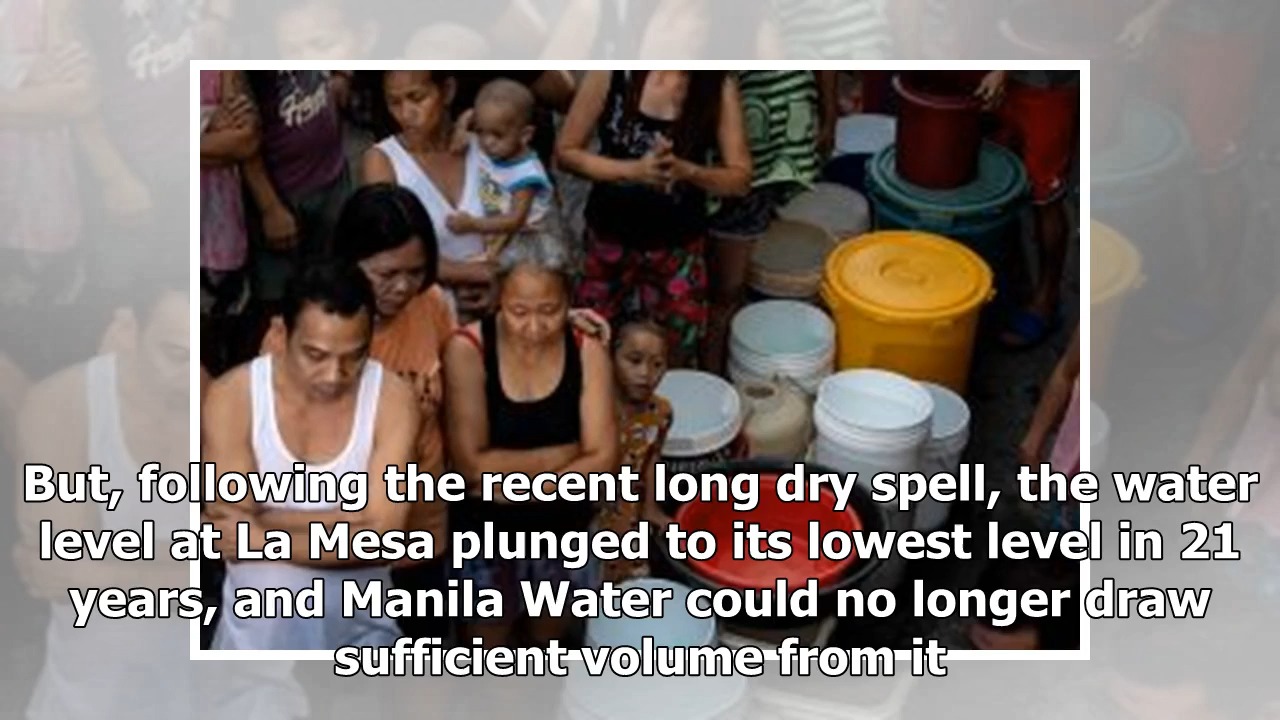 But, following the recent long dry spell, the water
level at La Mesa plunged to its lowest level in 21
years, and Manila Water could no longer draw
sufficient volume from it